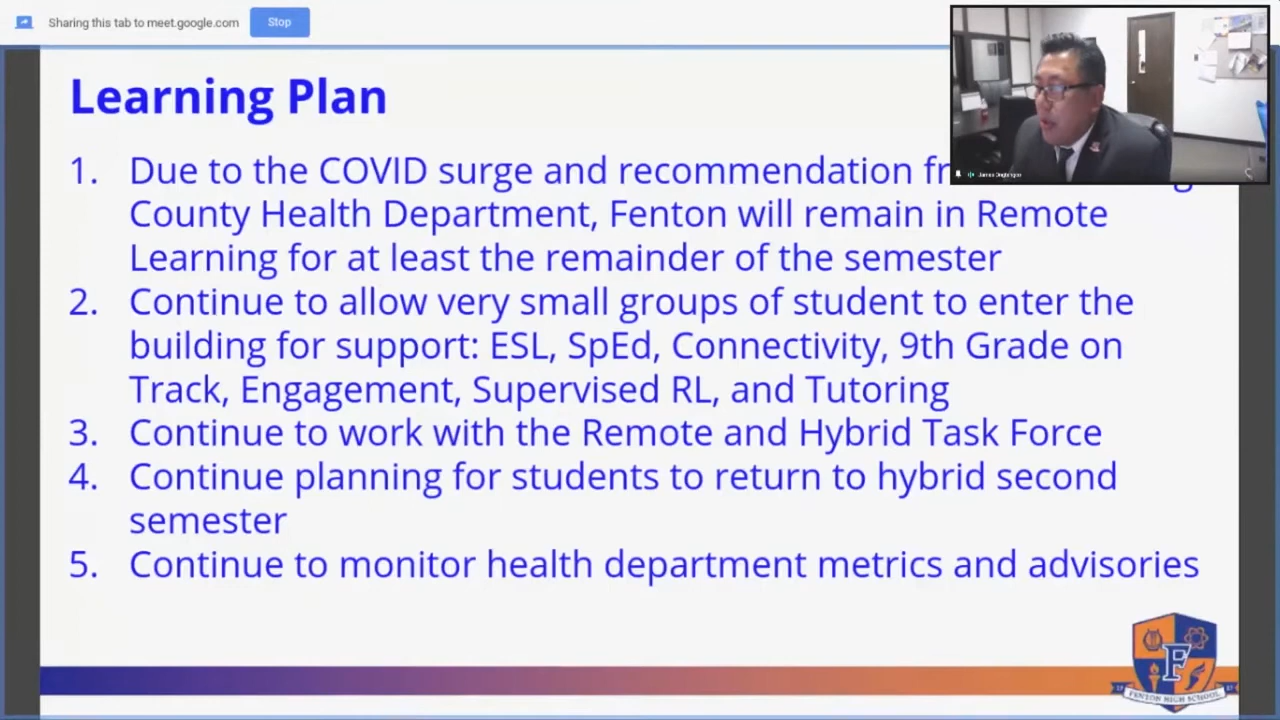 Sharing this tab to meet.google.com
Stop
Learning Plan
1. Due to the COVID surge and recommendation
County Health Department, Fenton will remain in Remote
Learning for at least the remainder of the semester
2. Continue to allow very small groups of student to enter the
building for support: ESL, SpEd, Connectivity, 9th Grade on
Track, Engagement, Supervised RL, and Tutoring
3. Continue to work with the Remote and Hybrid Task Force
4. Continue planning for students to return to hybrid second
semester
5. Continue to monitor health department metrics and advisories
F
FENTON HIGH SCHOOL